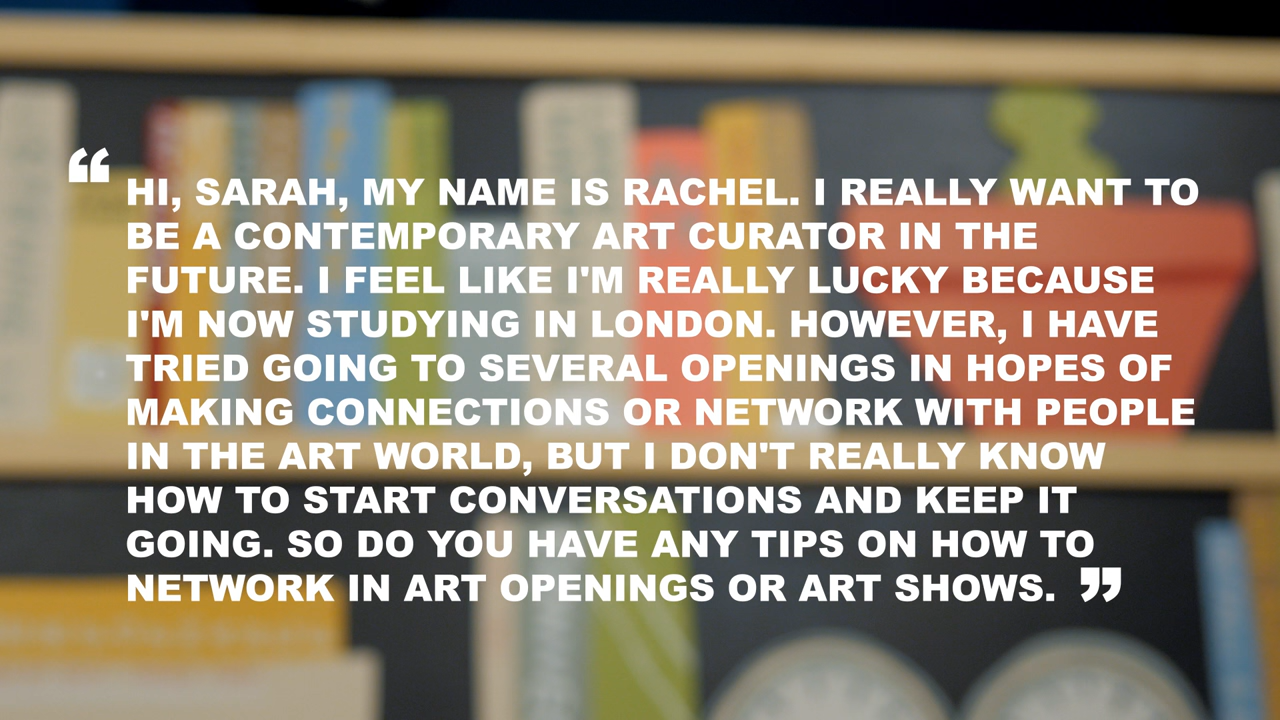 “ HI, SARAH, MY NAME IS RACHEL. I REALLY WANT TO
BE A CONTEMPORARY ART CURATOR IN THE
FUTURE. I FEEL LIKE I'M REALLY LUCKY BECAUSE
I'M NOW STUDYING IN LONDON. HOWEVER, I HAVE
TRIED GOING TO SEVERAL OPENINGS IN HOPES OF
MAKING CONNECTIONS OR NETWORK WITH PEOPLE
IN THE ART WORLD, BUT I DON'T REALLY KNOW
HOW TO START CONVERSATIONS AND KEEP IT
GOING. SO DO YOU HAVE ANY TIPS ON HOW TO
NETWORK IN ART OPENINGS OR ART SHOWS. ”